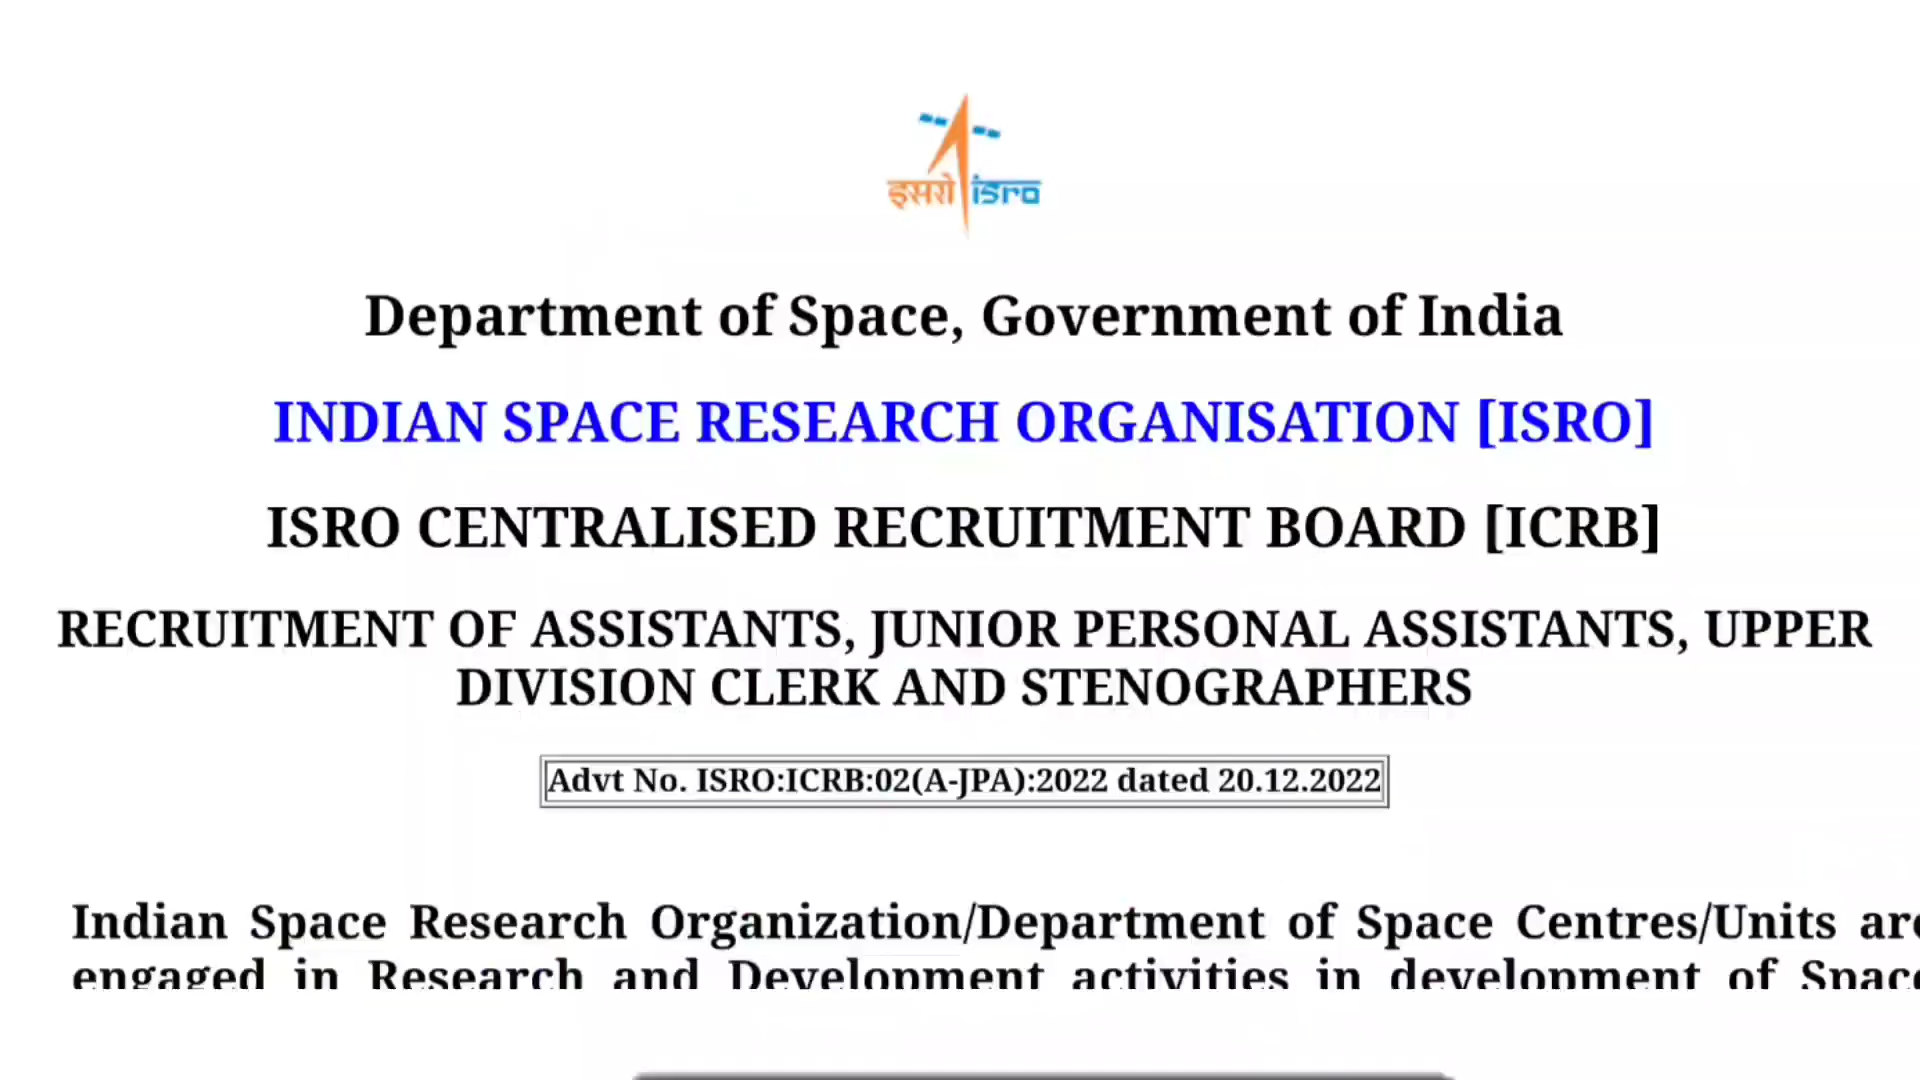 इसरो isro
Department of Space, Government of India
INDIAN SPACE RESEARCH ORGANISATION [ISRO]
ISRO CENTRALISED RECRUITMENT BOARD [ICRB]
RECRUITMENT OF ASSISTANTS, JUNIOR PERSONAL ASSISTANTS, UPPER
DIVISION CLERK AND STENOGRAPHERS
Advt No. ISRO:ICRB:02(A-JPA):2022 dated 20.12.2022
Indian Space Research Organization/Department of Space Centres/Units are
engaged in Research and Development activities in development of Space